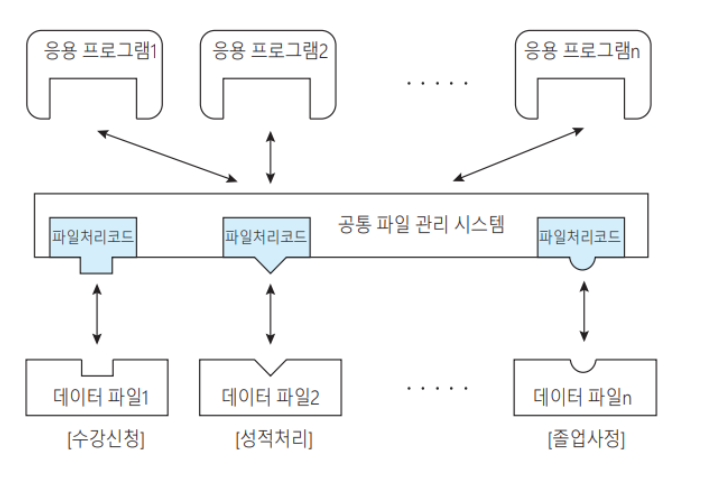 응용 프로그램1
응용 프로그램2
. . . . .
응용 프로그램n
파일처리코드
파일처리코드
공통 파일 관리 시스템
파일처리코드
데이터 파일1
데이터 파일2
. . . . .
데이터 파일n
[수강신청]
[성적처리]
[졸업사정]